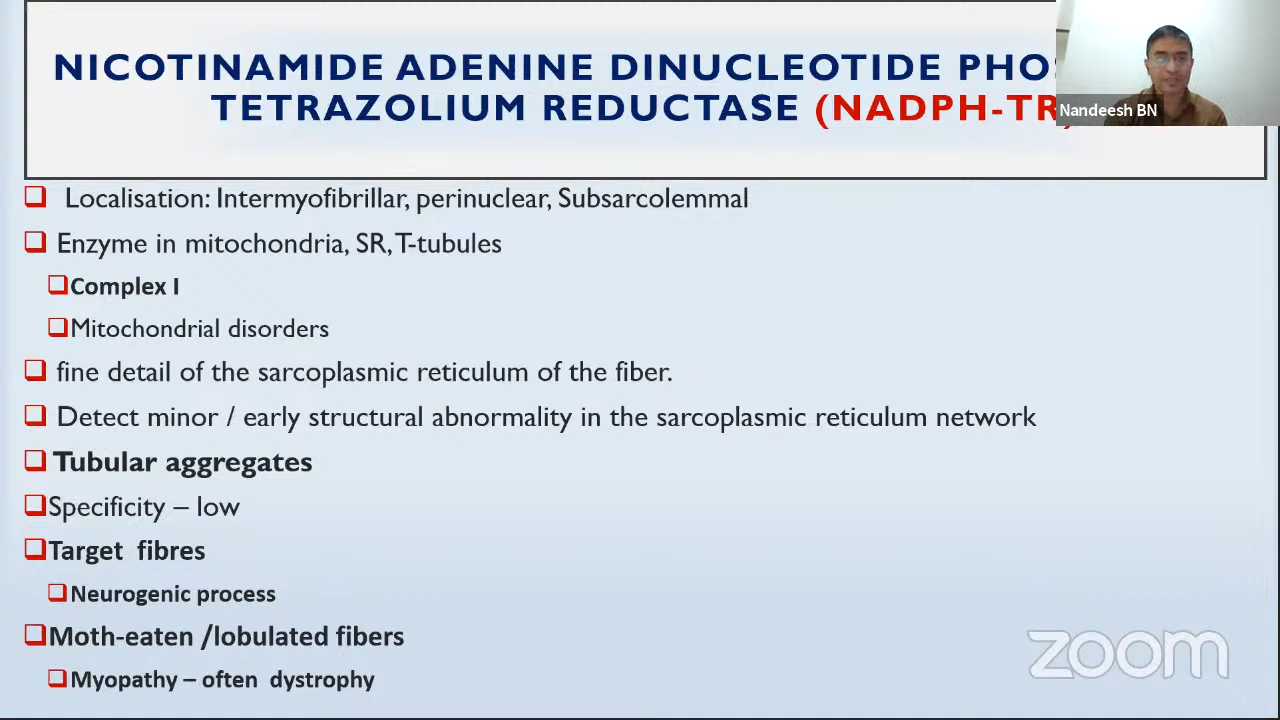 NICOTINAMIDE ADENINE DINUCLEOTIDE
TETRAZOLIUM REDUCTASE (NADPH-TR)
Nandeesh BN
Localisation: Intermyofibrillar, perinuclear, Subsarcolemmal
Enzyme in mitochondria, SR, T-tubules
Complex I
Mitochondrial disorders
fine detail of the sarcoplasmic reticulum of the fiber.
Detect minor / early structural abnormality in the sarcoplasmic reticulum network
Tubular aggregates
Specificity – low
Target fibres
Neurogenic process
Moth-eaten /lobulated fibers
Myopathy – often dystrophy
zoom